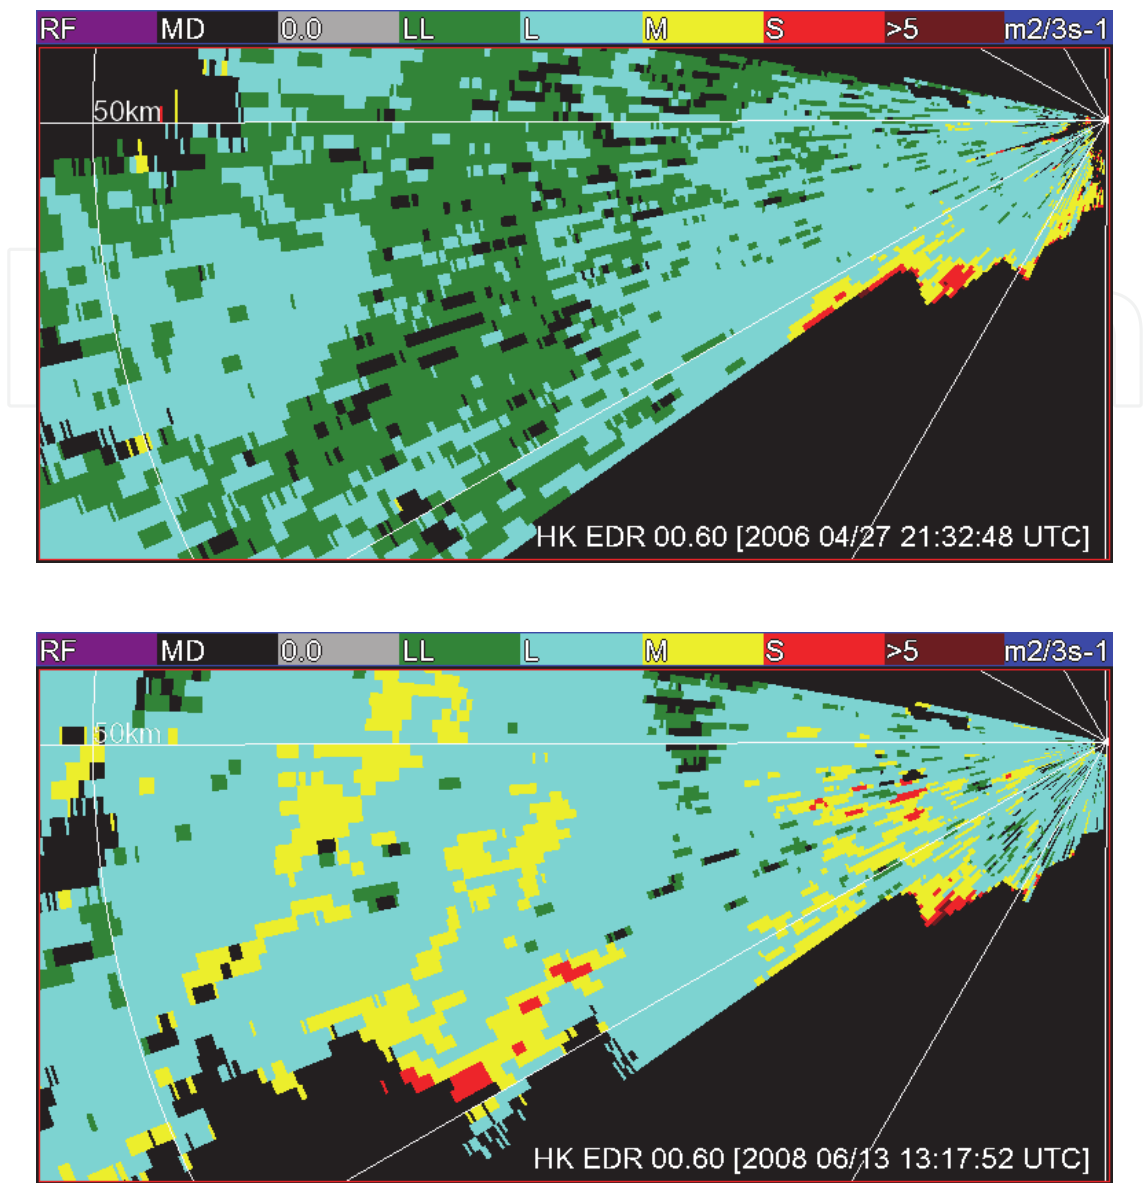 RF MD 0.0 LL L M S >5 m2/3s-1
50km
HK EDR 00.60 [2006 04/27 21:32:48 UTC]
RF MD 0.0 LL L M S >5 m2/3s-1
50km
HK EDR 00.60 [2008 06/13 13:17:52 UTC]